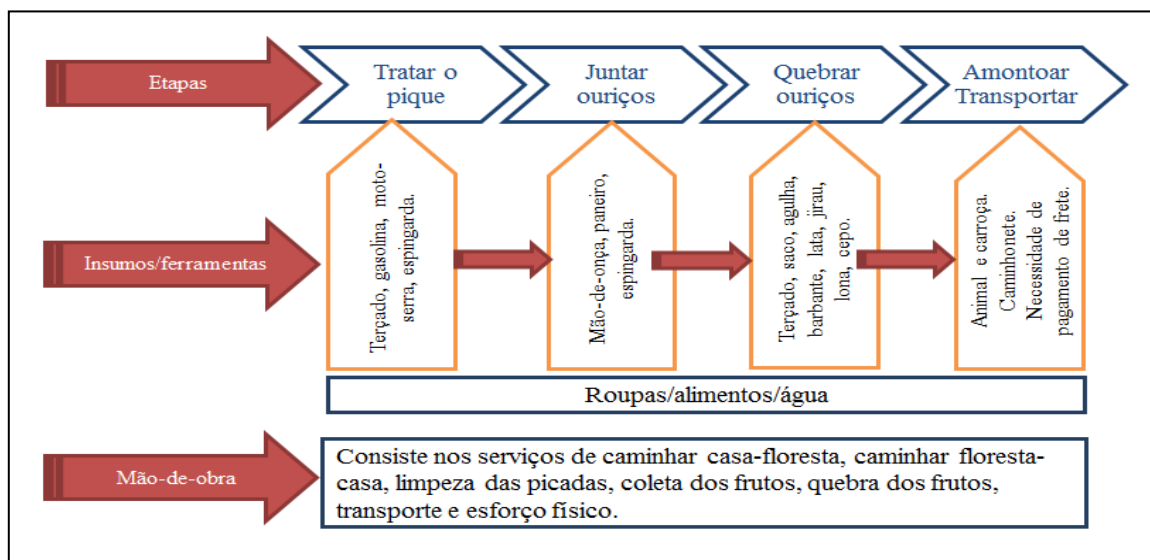 Etapas
Tratar o
pique
Juntar
ouriços
Quebrar
ouriços
Amontoar
Transportar
Insumos/ferramentas
Terçado, gasolina, moto-
serra, espingarda.
Mão-de-onça, paneiro,
espingarda.
Terçado, saco, agulha,
barbante, lata, jirau,
lona, cepo.
Animal e carroça.
Caminhonete.
Necessidade de
pagamento de frete.
Roupas/alimentos/água
Mão-de-obra
Consiste nos serviços de caminhar casa-floresta, caminhar floresta-
casa, limpeza das picadas, coleta dos frutos, quebra dos frutos,
transporte e esforço físico.